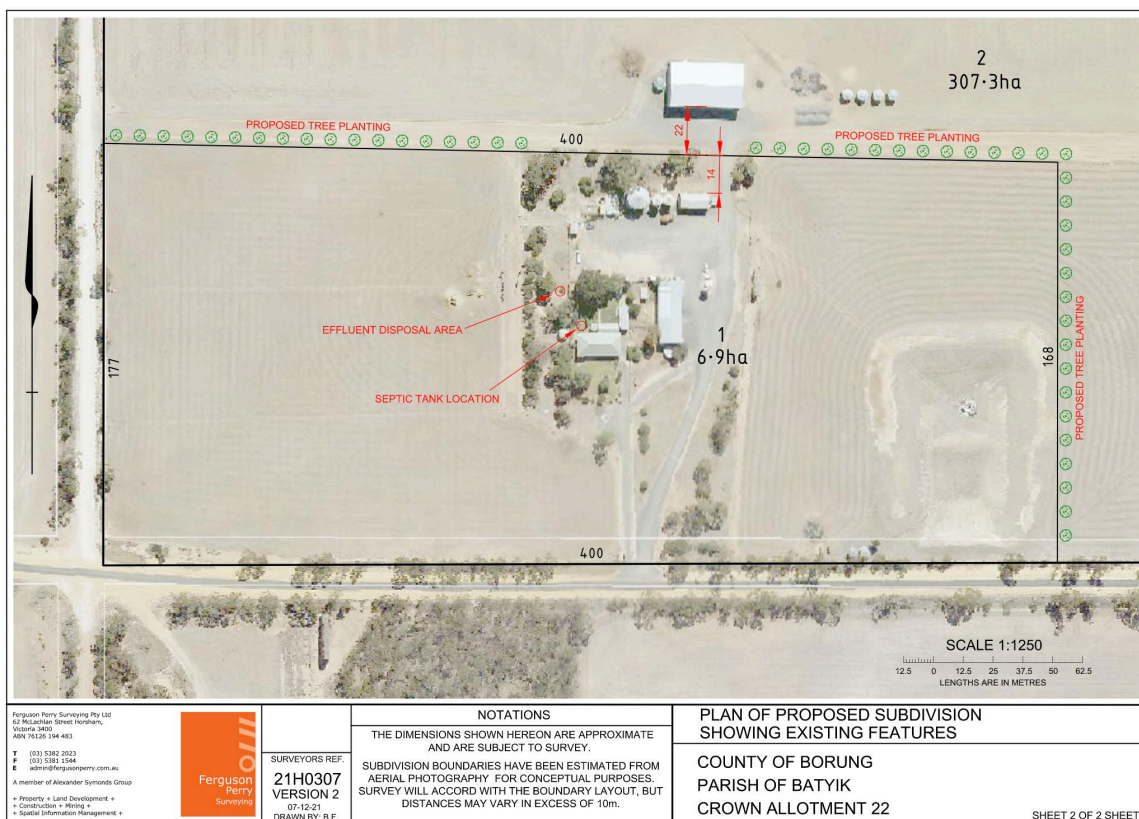 2
307·3ha
PROPOSED TREE PLANTING
400
22
PROPOSED TREE PLANTING
14
EFFLUENT DISPOSAL AREA
1
6·9ha
177
168
PROPOSED TREE PLANTING
SEPTIC TANK LOCATION
400
SCALE 1:1250
12.5 0 12.5 25 37.5 50 62.5
LENGTHS ARE IN METRES
Ferguson Perry Surveying Pty Ltd
62 McLachlan Street Horsham,
Victoria 3400
ABN 76126 194 483
T (03) 5382 2023
F (03) 5381 1544
E admin@fergusonperry.com.au
A member of Alexander Symonds Group
+ Property + Land Development +
+ Construction + Mining +
+ Spatial Information Management +
Ferguson
Perry
Surveying
SURVEYORS REF.
21H0307
VERSION 2
07-12-21
DRAWN BY: B.F.
NOTATIONS
THE DIMENSIONS SHOWN HEREON ARE APPROXIMATE
AND ARE SUBJECT TO SURVEY.
SUBDIVISION BOUNDARIES HAVE BEEN ESTIMATED FROM
AERIAL PHOTOGRAPHY FOR CONCEPTUAL PURPOSES.
SURVEY WILL ACCORD WITH THE BOUNDARY LAYOUT, BUT
DISTANCES MAY VARY IN EXCESS OF 10m.
PLAN OF PROPOSED SUBDIVISION
SHOWING EXISTING FEATURES
COUNTY OF BORUNG
PARISH OF BATYIK
CROWN ALLOTMENT 22
SHEET 2 OF 2 SHEET